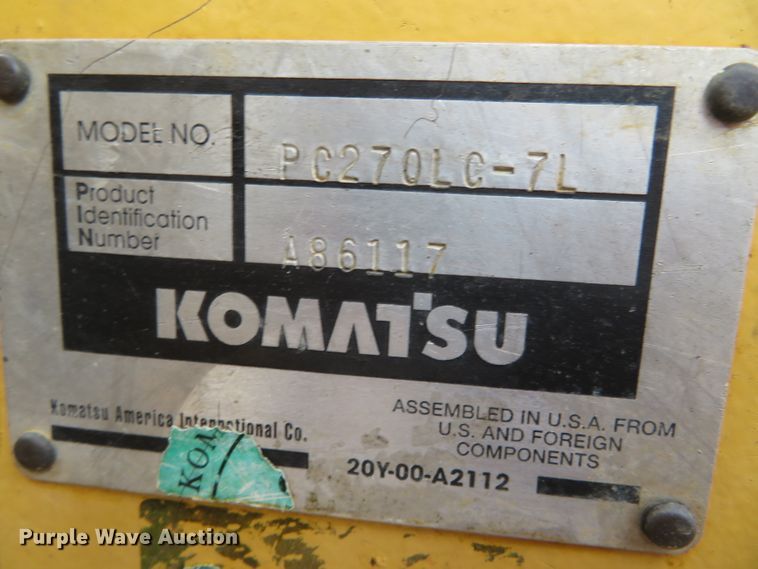 MODEL NO.
PC270LC-7L
Product
Identification
Number
A86117
KOMATSU
Komatsu America International Co.
ASSEMBLED IN U.S.A. FROM
U.S. AND FOREIGN
COMPONENTS
20Y-00-A2112
KOM
Purple Wave Auction